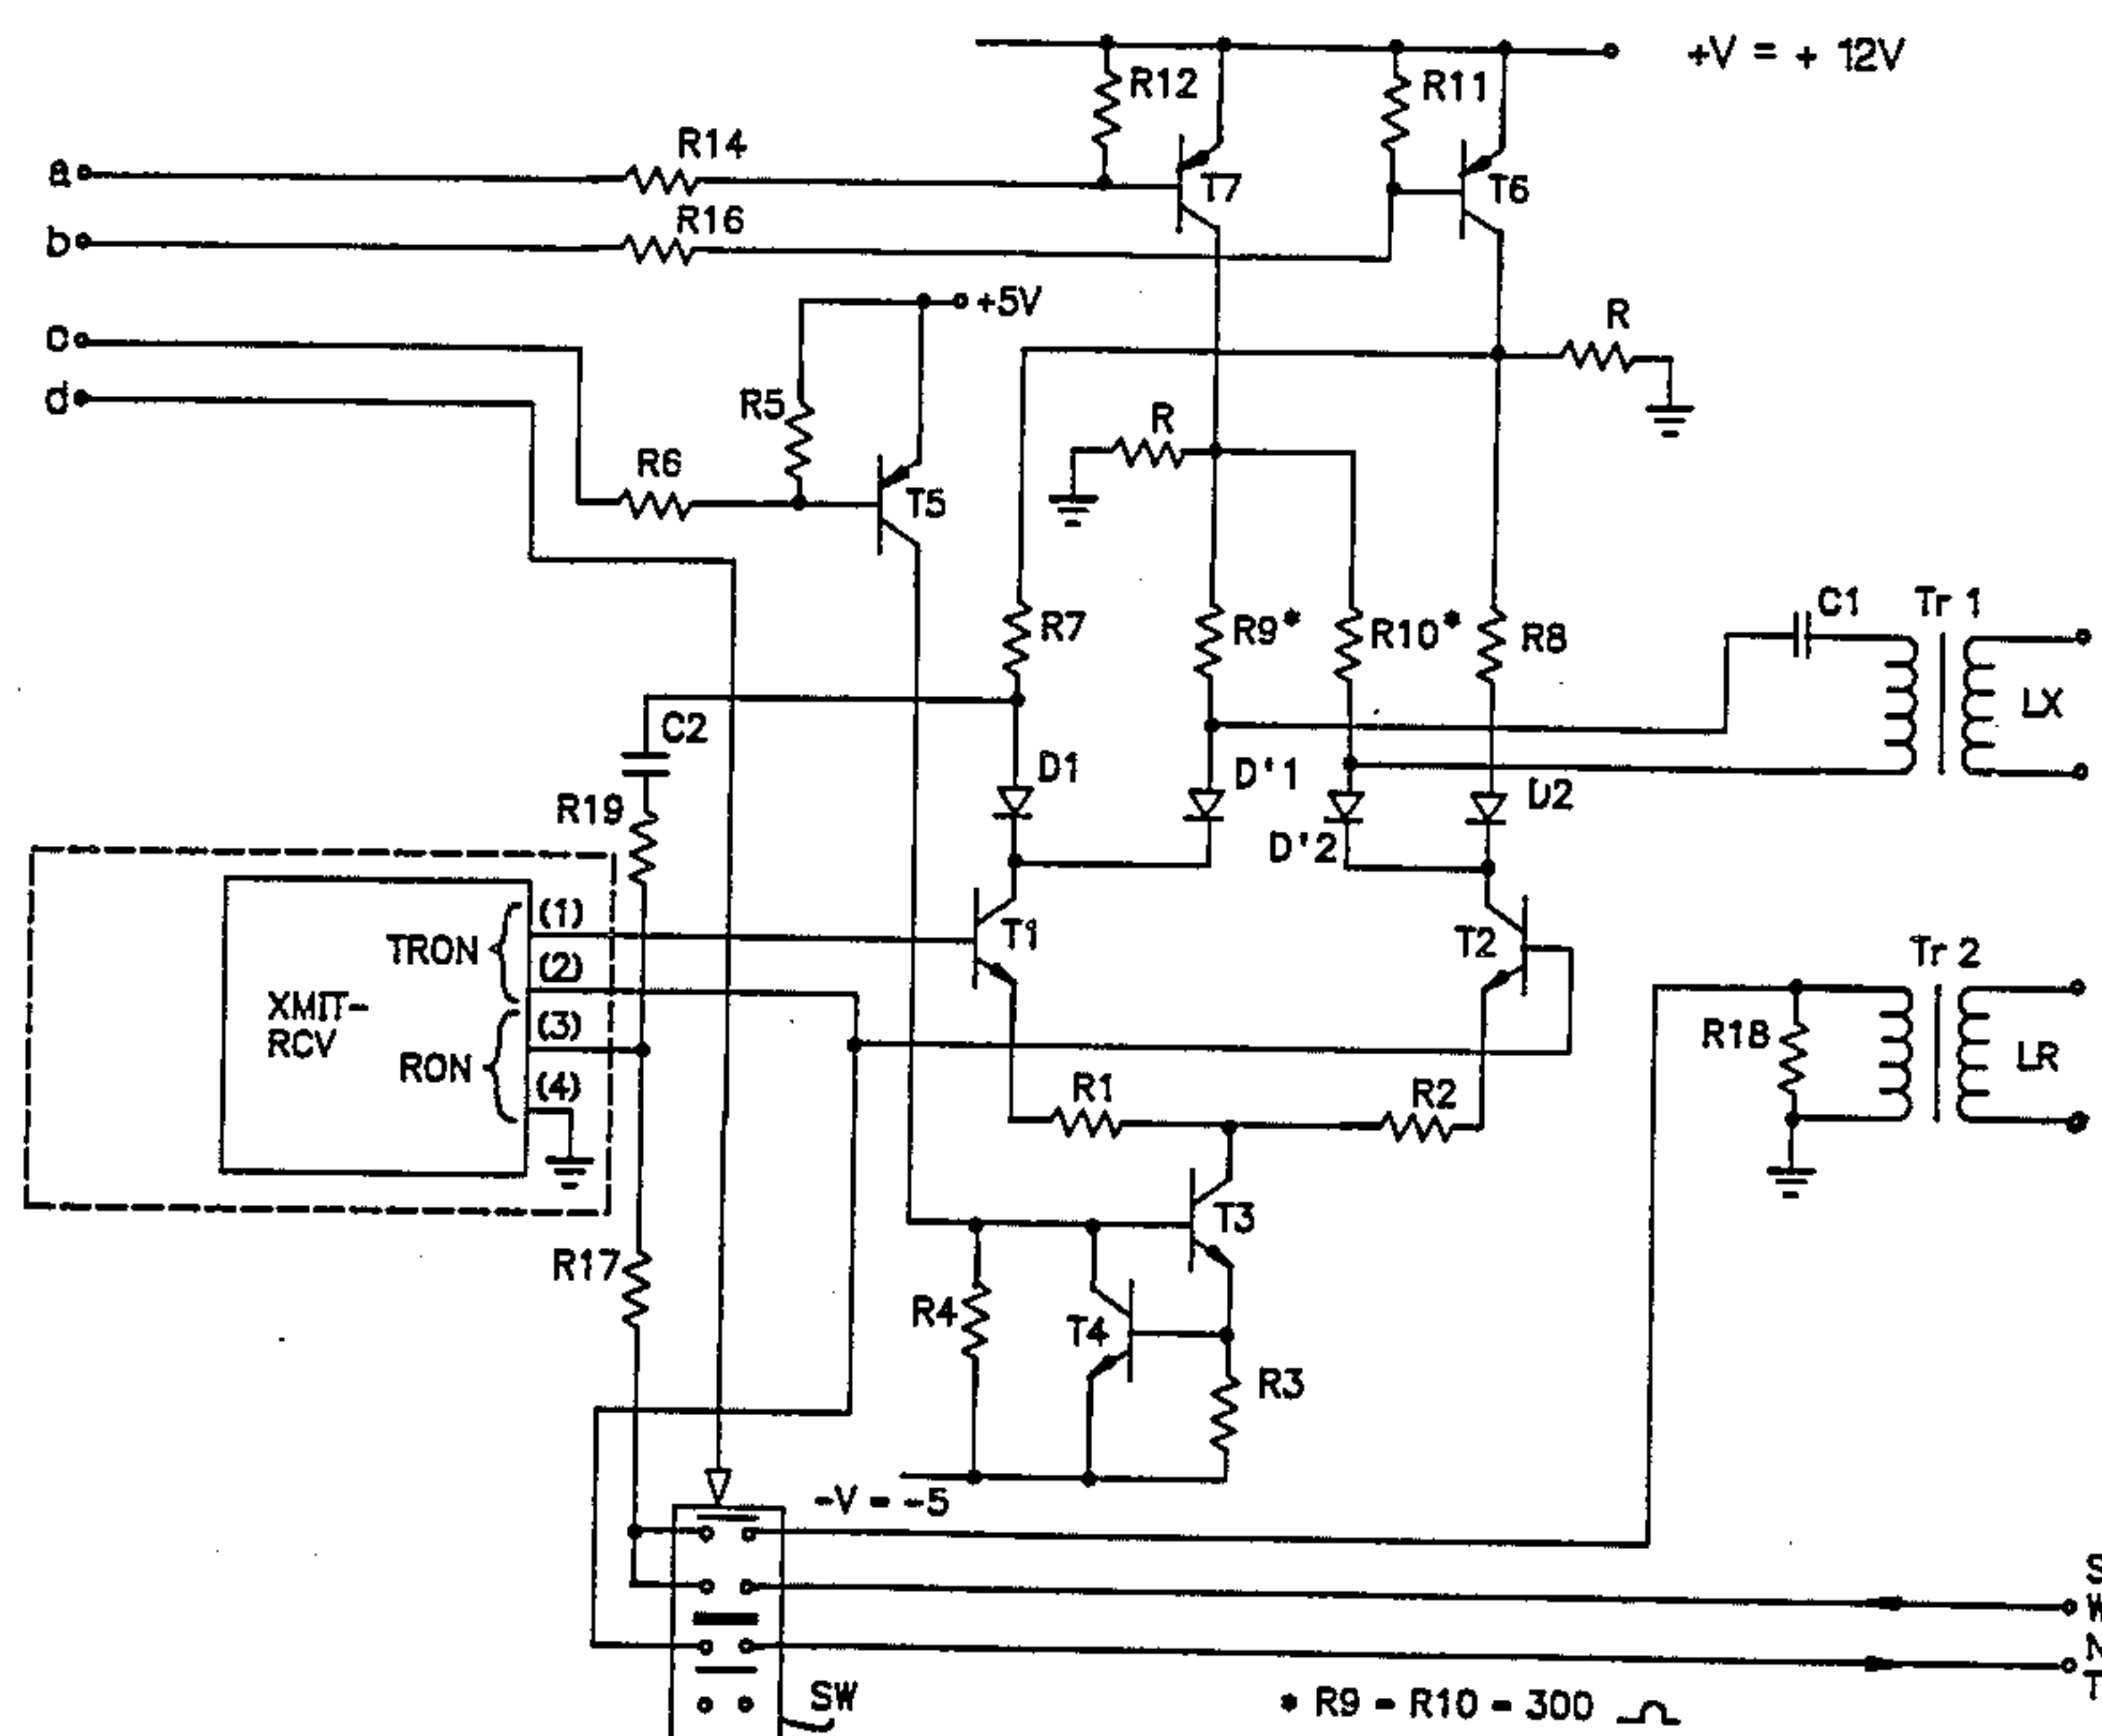 +V = + 12V
R12
R11
a
R14
T7
T6
b
R16
c
+5V
R
d
R5
R
R6
T5
R7
R9*
R10*
R8
C1
Tr 1
LX
C2
D1
D'1
D2
D'2
R19
(1)
TRON
(2)
T1
T2
Tr 2
XMIT-
RCV
(3)
RON
(4)
R18
LR
R1
R2
T3
R17
R4
T4
R3
-V = -5
S
W
N
T
SW
* R9 - R10 - 300